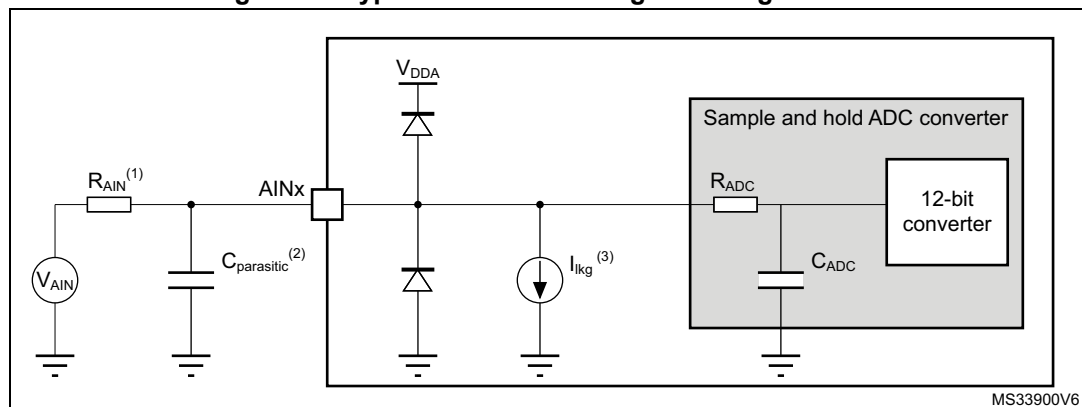 V_DDA
Sample and hold ADC converter
R_AIN^(1)
AINx
R_ADC
12-bit
converter
C_parasitic^(2)
I_lkg^(3)
C_ADC
V_AIN
MS33900V6